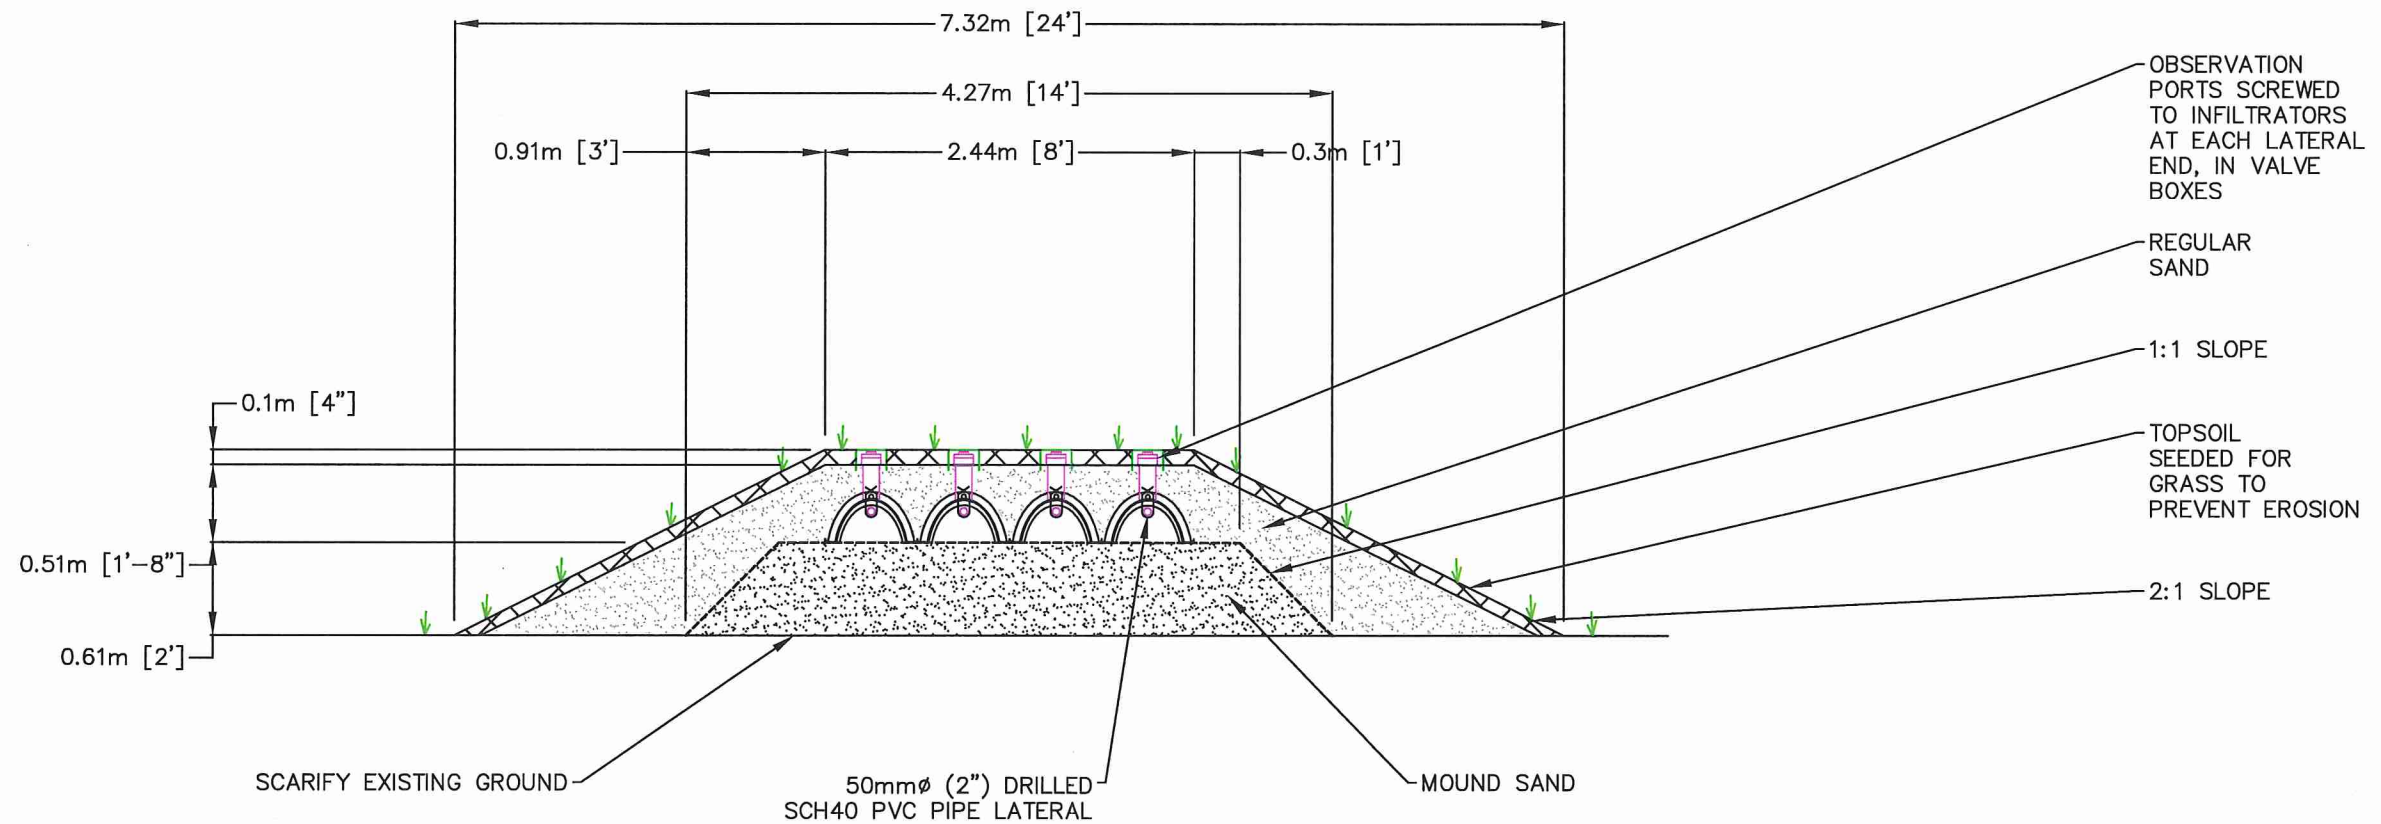 7.32m [24']
4.27m [14']
0.91m [3']
2.44m [8']
0.3m [1']
OBSERVATION
PORTS SCREWED
TO INFILTRATORS
AT EACH LATERAL
END, IN VALVE
BOXES
REGULAR
SAND
1:1 SLOPE
TOPSOIL
SEEDED FOR
GRASS TO
PREVENT EROSION
2:1 SLOPE
0.1m [4"]
0.51m [1'-8"]
0.61m [2']
SCARIFY EXISTING GROUND
50mmø (2") DRILLED
SCH40 PVC PIPE LATERAL
MOUND SAND